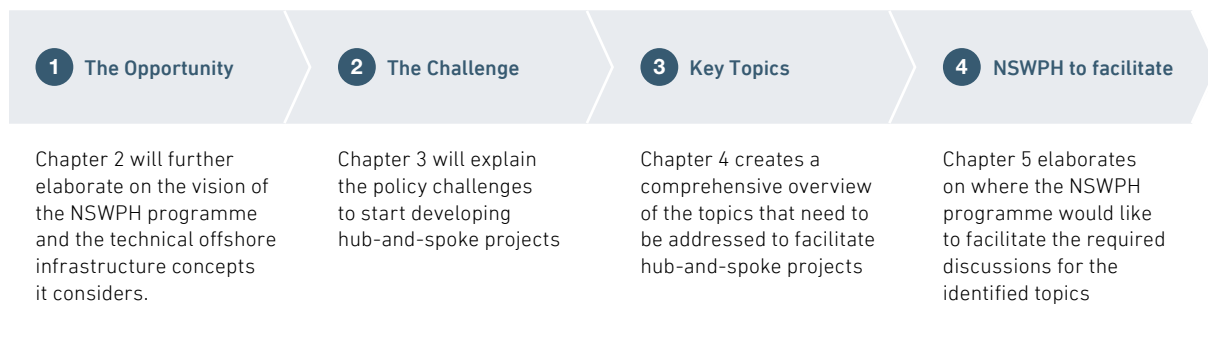 1 The Opportunity
2 The Challenge
3 Key Topics
4 NSWPH to facilitate
Chapter 2 will further
elaborate on the vision of
the NSWPH programme
and the technical offshore
infrastructure concepts
it considers.
Chapter 3 will explain
the policy challenges
to start developing
hub-and-spoke projects
Chapter 4 creates a
comprehensive overview
of the topics that need to
be addressed to facilitate
hub-and-spoke projects
Chapter 5 elaborates
on where the NSWPH
programme would like
to facilitate the required
discussions for the
identified topics